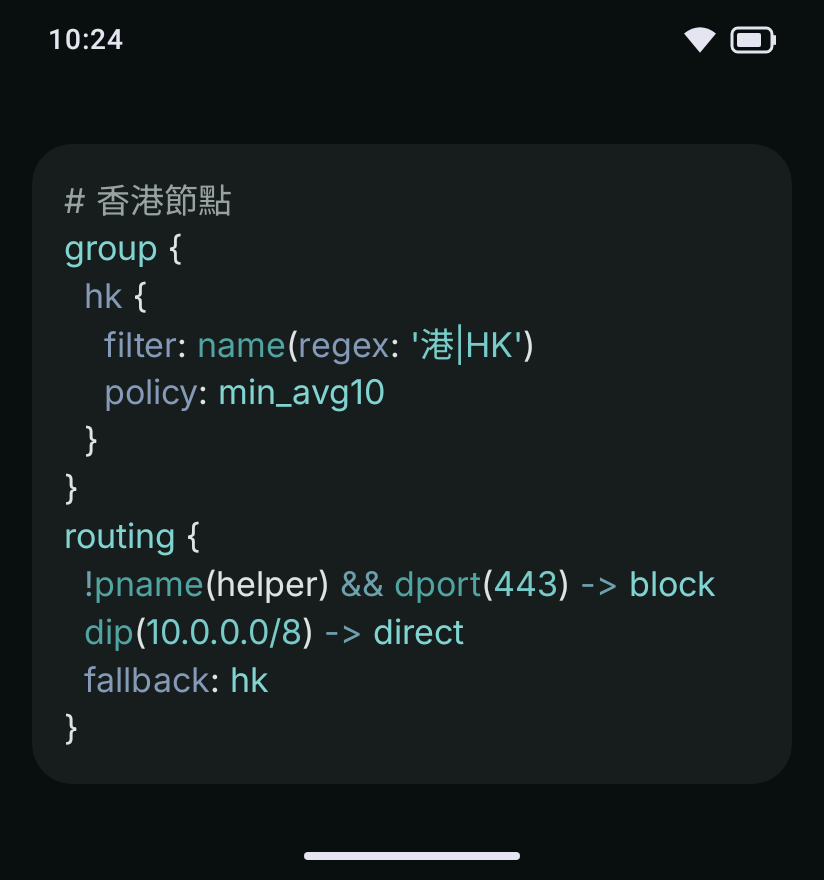 10:24
# 香港節點
group {
  hk {
    filter: name(regex: '港|HK')
    policy: min_avg10
  }
}
routing {
  !pname(helper) && dport(443) -> block
  dip(10.0.0.0/8) -> direct
  fallback: hk
}